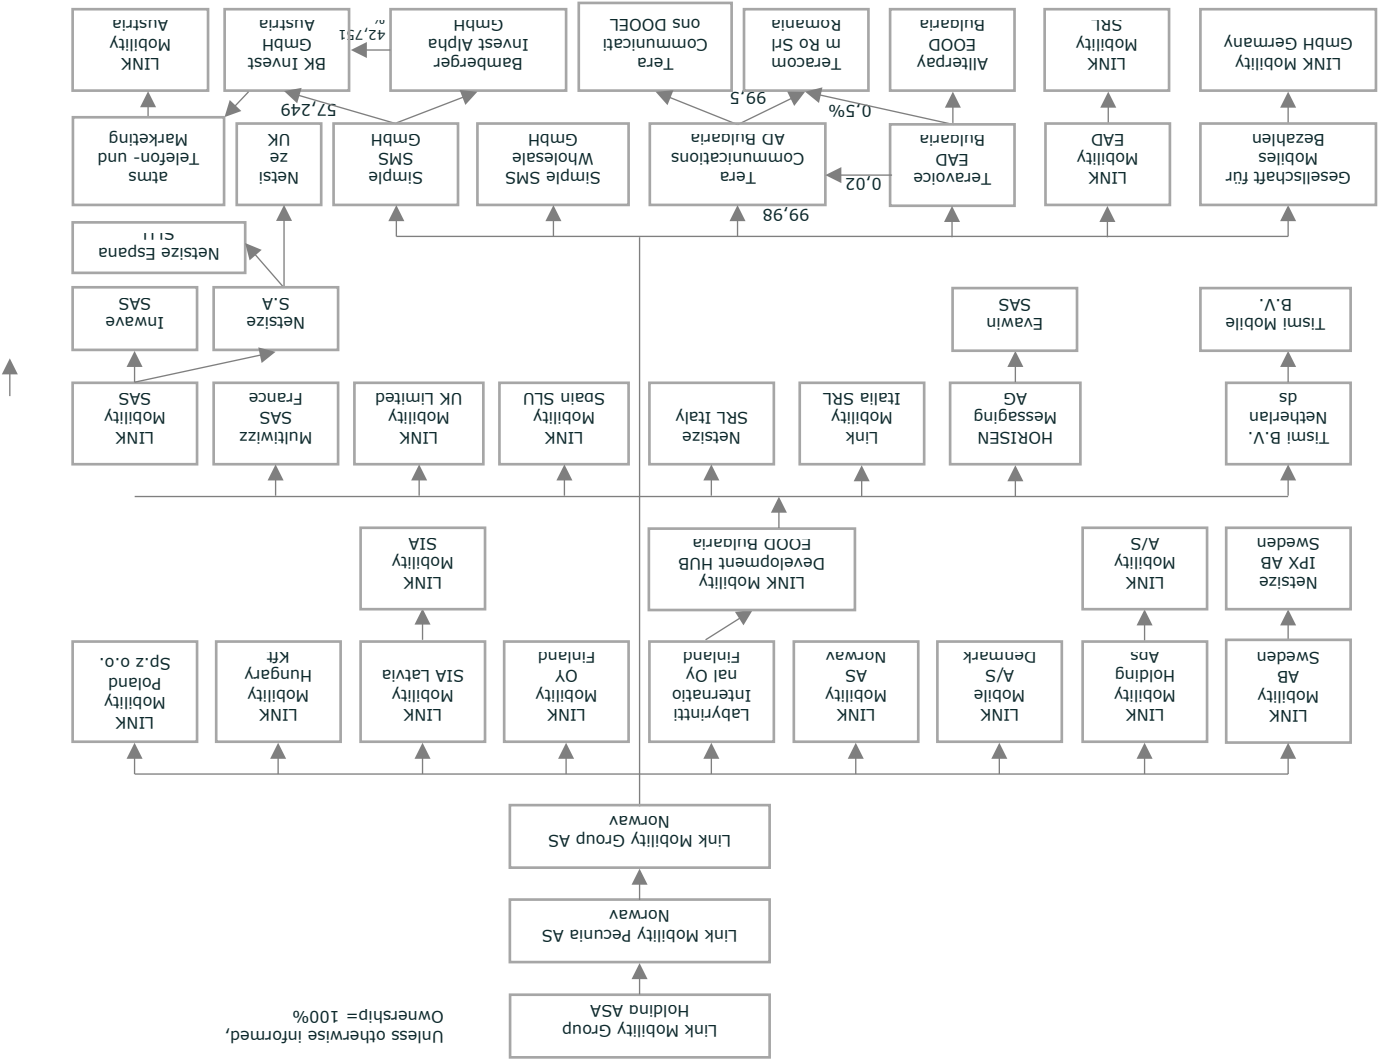 Link Mobility Group
Holding ASA
Unless otherwise informed,
Ownership= 100%
Link Mobility Pecunia AS
Norway
Link Mobility Group AS
Norway
LINK
Mobility
AB
Sweden
LINK
Mobility
Holding
Aps
LINK
Mobile
A/S
Denmark
LINK
Mobility
AS
Norway
Labyrintti
Internatio
nal Oy
Finland
LINK
Mobility
OY
Finland
LINK
Mobility
SIA Latvia
LINK
Mobility
Hungary
Kft
LINK
Mobility
Poland
Sp.z o.o.
Netsize
IPX AB
Sweden
LINK
Mobility
A/S
LINK Mobility
Development HUB
EOOD Bulgaria
LINK
Mobility
SIA
Tismi B.V.
Netherlan
ds
HORISEN
Messaging
AG
Link
Mobility
Italia SRL
Netsize
SRL Italy
LINK
Mobility
Spain SLU
LINK
Mobility
UK Limited
Multiwizz
SAS
France
LINK
Mobility
SAS
Tismi Mobile
B.V.
Evawin
SAS
Netsize
S.A
Inwave
SAS
Netsize Espana
SLU
99,98
Gesellschaft für
Mobiles
Bezahlen
LINK
Mobility
EAD
Teravoice
EAD
Bulgaria
0,02
Tera
Communications
AD Bulgaria
Simple SMS
Wholesale
GmbH
Simple
SMS
GmbH
Netsi
ze
UK
atms
Telefon- und
Marketing
0,5%
99,5
57,249
LINK Mobility
GmbH Germany
LINK
Mobility
SRL
Allterpay
EOOD
Bulgaria
Teracom
m Ro Srl
Romania
Tera
Communicati
ons DOOEL
Bamberger
Invest Alpha
GmbH
42,751
%
BK Invest
GmbH
Austria
LINK
Mobility
Austria